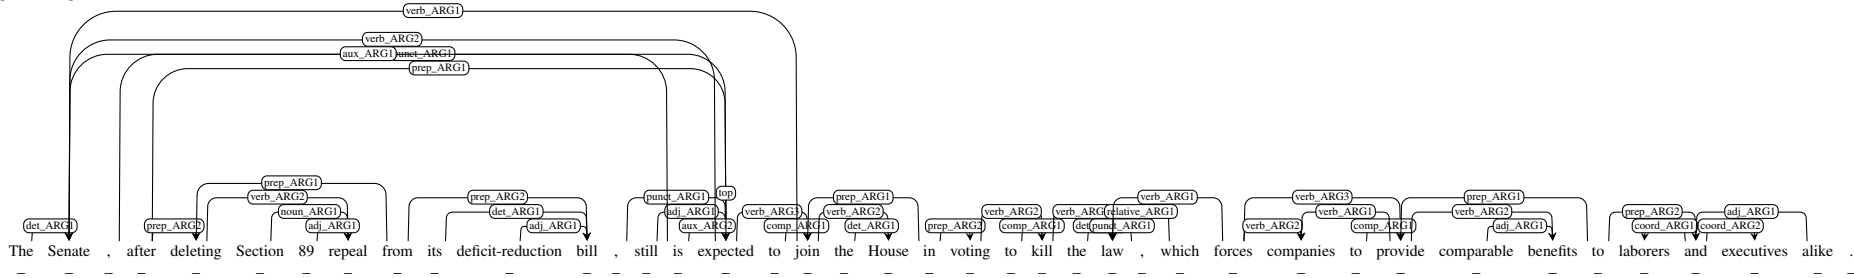 verb_ARG1
verb_ARG2
aux_ARG1 punct_ARG1
prep_ARG1
prep_ARG1 top
verb_ARG2 prep_ARG2 punct_ARG1 prep_ARG1 verb_ARG1 verb_ARG3 prep_ARG1
noun_ARG1 det_ARG1 adj_ARG1 verb_ARG3 verb_ARG2 verb_ARG2 verb_ARG2 relative_ARG1 verb_ARG1 verb_ARG2 prep_ARG2 adj_ARG1
det_ARG1 prep_ARG2 adj_ARG1 adj_ARG1 aux_ARG2 comp_ARG1 det_ARG1 prep_ARG2 comp_ARG1 punct_ARG1 verb_ARG2 comp_ARG1 adj_ARG1 coord_ARG1 coord_ARG2
The Senate , after deleting Section 89 repeal from its deficit-reduction bill , still is expected to join the House in voting to kill the law , which forces companies to provide comparable benefits to laborers and executives alike .
_ _ _ _ _ _ _ _ _ _ _ _ _ _ _ _ _ _ _ _ _ _ _ _ _ _ _ _ _ _ _ _ _ _ _ _ _ _ _